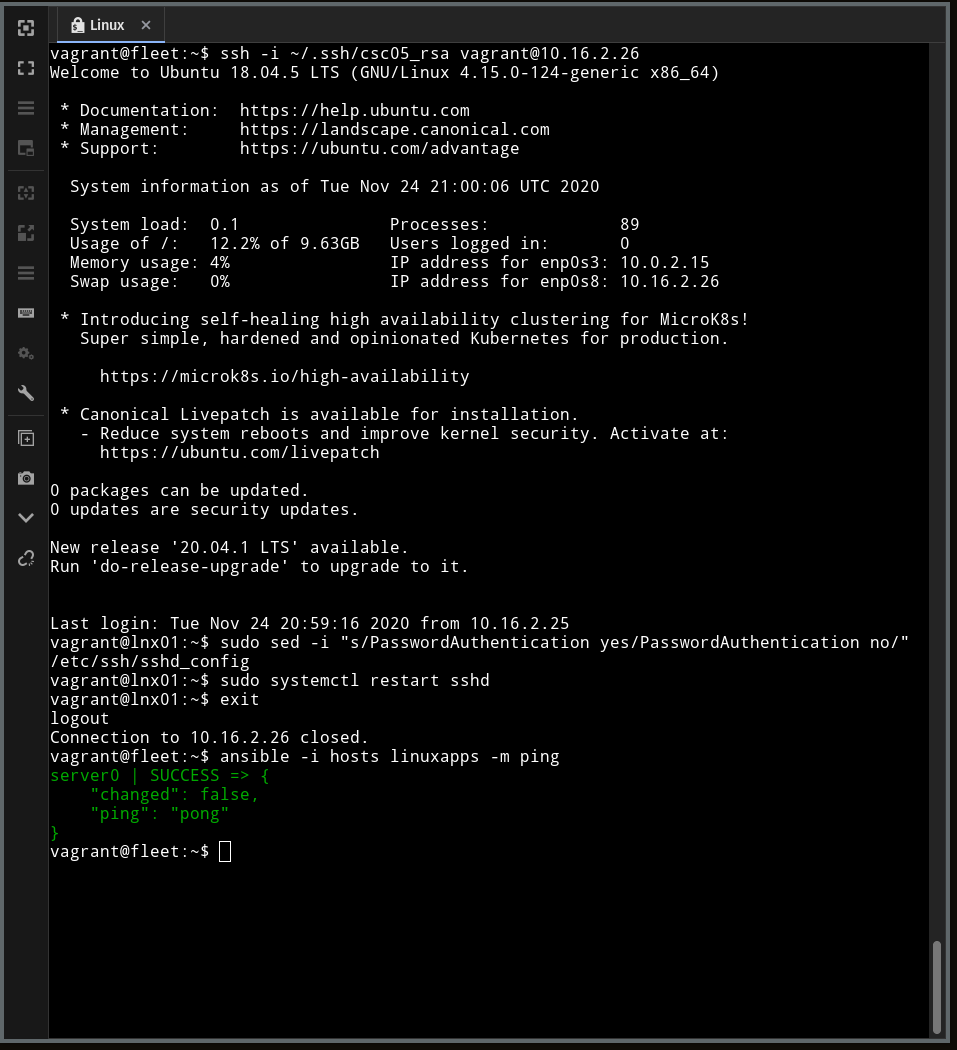 Linux
vagrant@fleet:~$ ssh -i ~/.ssh/csc05_rsa vagrant@10.16.2.26
Welcome to Ubuntu 18.04.5 LTS (GNU/Linux 4.15.0-124-generic x86_64)

 * Documentation:  https://help.ubuntu.com
 * Management:     https://landscape.canonical.com
 * Support:        https://ubuntu.com/advantage

  System information as of Tue Nov 24 21:00:06 UTC 2020

  System load:  0.1               Processes:             89
  Usage of /:   12.2% of 9.63GB   Users logged in:       0
  Memory usage: 4%                IP address for enp0s3: 10.0.2.15
  Swap usage:   0%                IP address for enp0s8: 10.16.2.26

 * Introducing self-healing high availability clustering for MicroK8s!
   Super simple, hardened and opinionated Kubernetes for production.

     https://microk8s.io/high-availability

 * Canonical Livepatch is available for installation.
   - Reduce system reboots and improve kernel security. Activate at:
     https://ubuntu.com/livepatch

0 packages can be updated.
0 updates are security updates.

New release '20.04.1 LTS' available.
Run 'do-release-upgrade' to upgrade to it.


Last login: Tue Nov 24 20:59:16 2020 from 10.16.2.25
vagrant@lnx01:~$ sudo sed -i "s/PasswordAuthentication yes/PasswordAuthentication no/"
/etc/ssh/sshd_config
vagrant@lnx01:~$ sudo systemctl restart sshd
vagrant@lnx01:~$ exit
logout
Connection to 10.16.2.26 closed.
vagrant@fleet:~$ ansible -i hosts linuxapps -m ping
server0 | SUCCESS => {
    "changed": false,
    "ping": "pong"
}
vagrant@fleet:~$